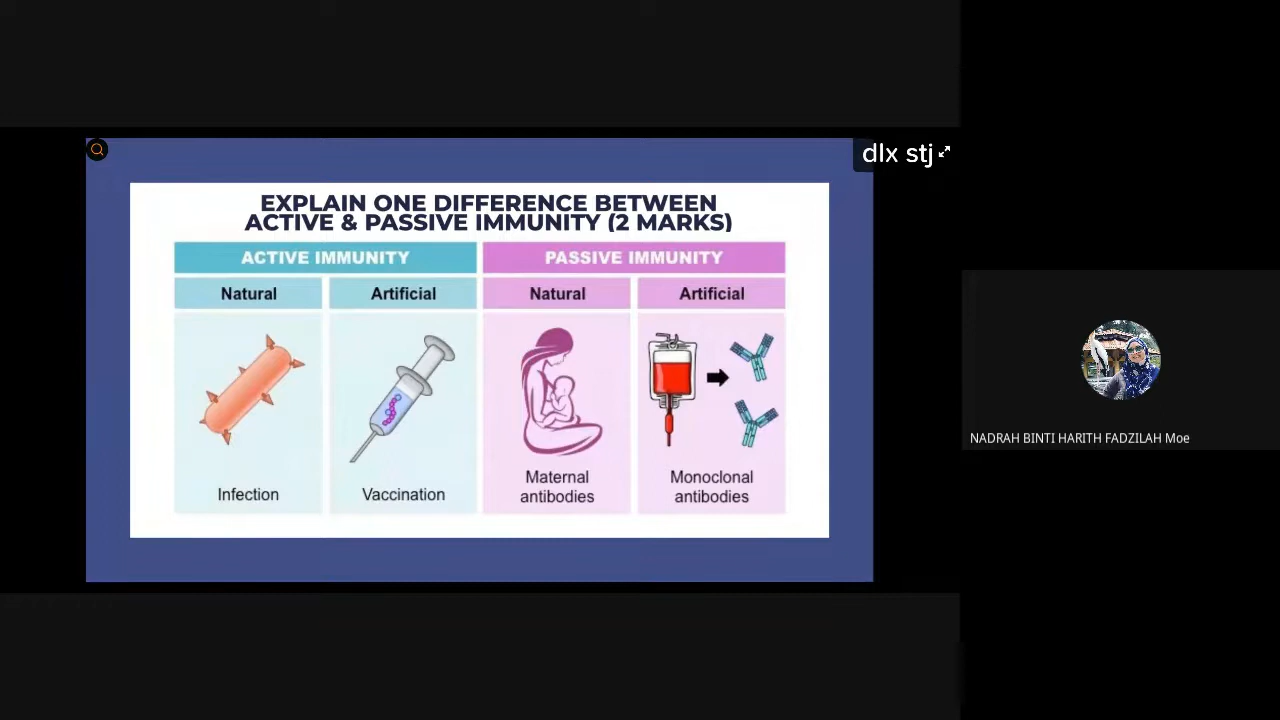 dlx stj
EXPLAIN ONE DIFFERENCE BETWEEN
ACTIVE & PASSIVE IMMUNITY (2 MARKS)
ACTIVE IMMUNITY
PASSIVE IMMUNITY
Natural
Artificial
Natural
Artificial
Infection
Vaccination
Maternal
antibodies
Monoclonal
antibodies
NADRAH BINTI HARITH FADZILAH Moe